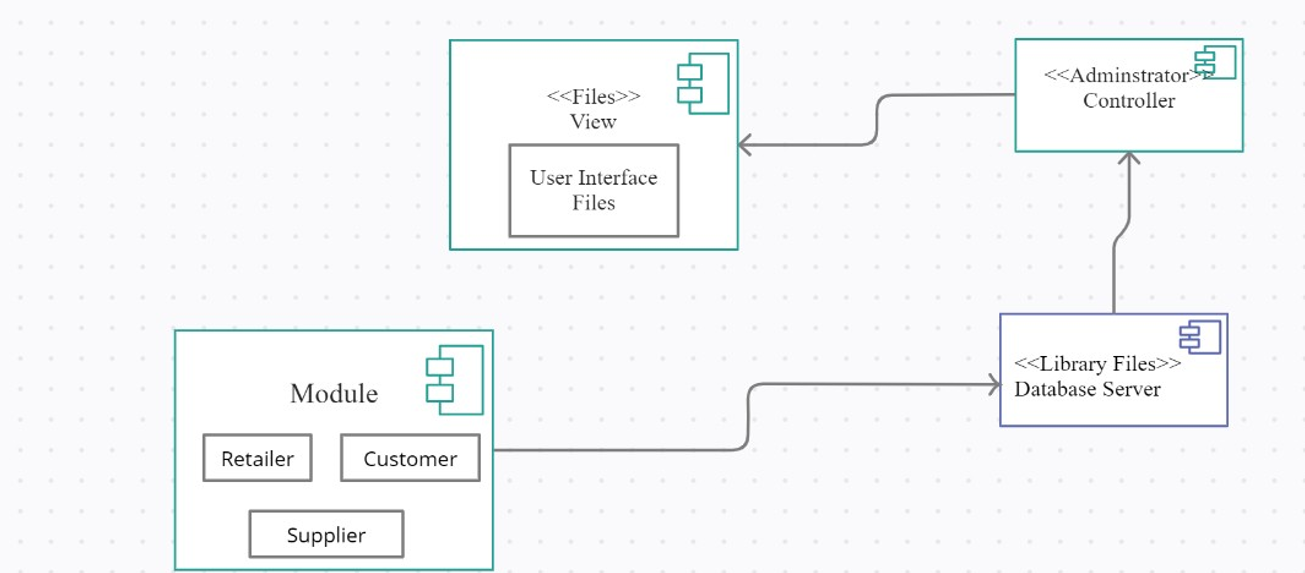 <<Files>>
View
User Interface
Files
<<Adminstrator>>
Controller
Module
Retailer
Customer
Supplier
<<Library Files>>
Database Server